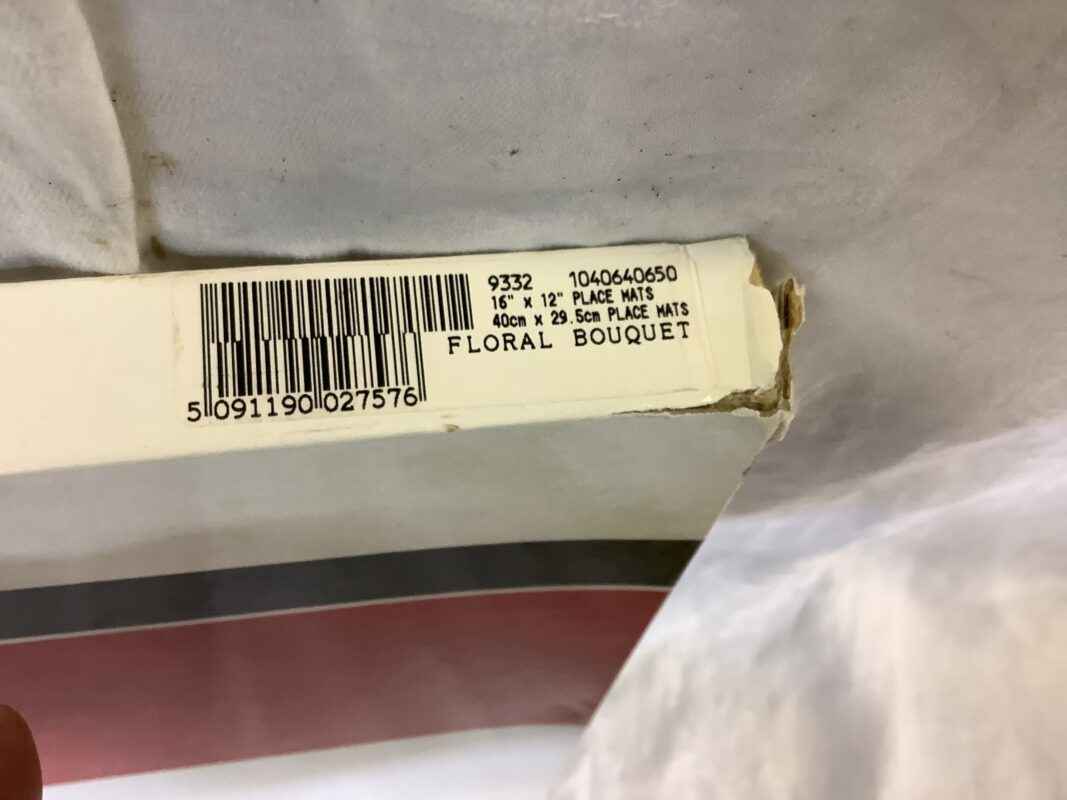 9332 1040640650
16" x 12" PLACE MATS
40cm x 29.5cm PLACE MATS
FLORAL BOUQUET
5 091190 027576